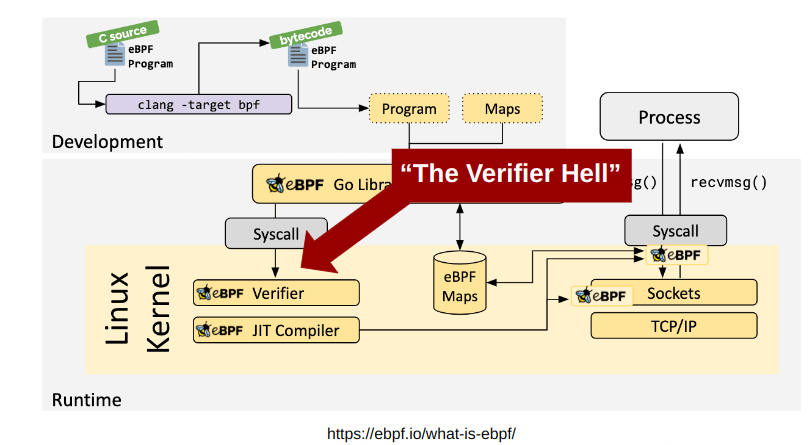 C source
eBPF
Program
bytecode
eBPF
Program
clang -target bpf
Program
Maps
Development
Process
“The Verifier Hell”
eBPF Go Libra
sg()
recvmsg()
Syscall
Syscall
eBPF
Linux
Kernel
eBPF Verifier
eBPF
Maps
eBPF
Sockets
eBPF JIT Compiler
TCP/IP
Runtime
https://ebpf.io/what-is-ebpf/